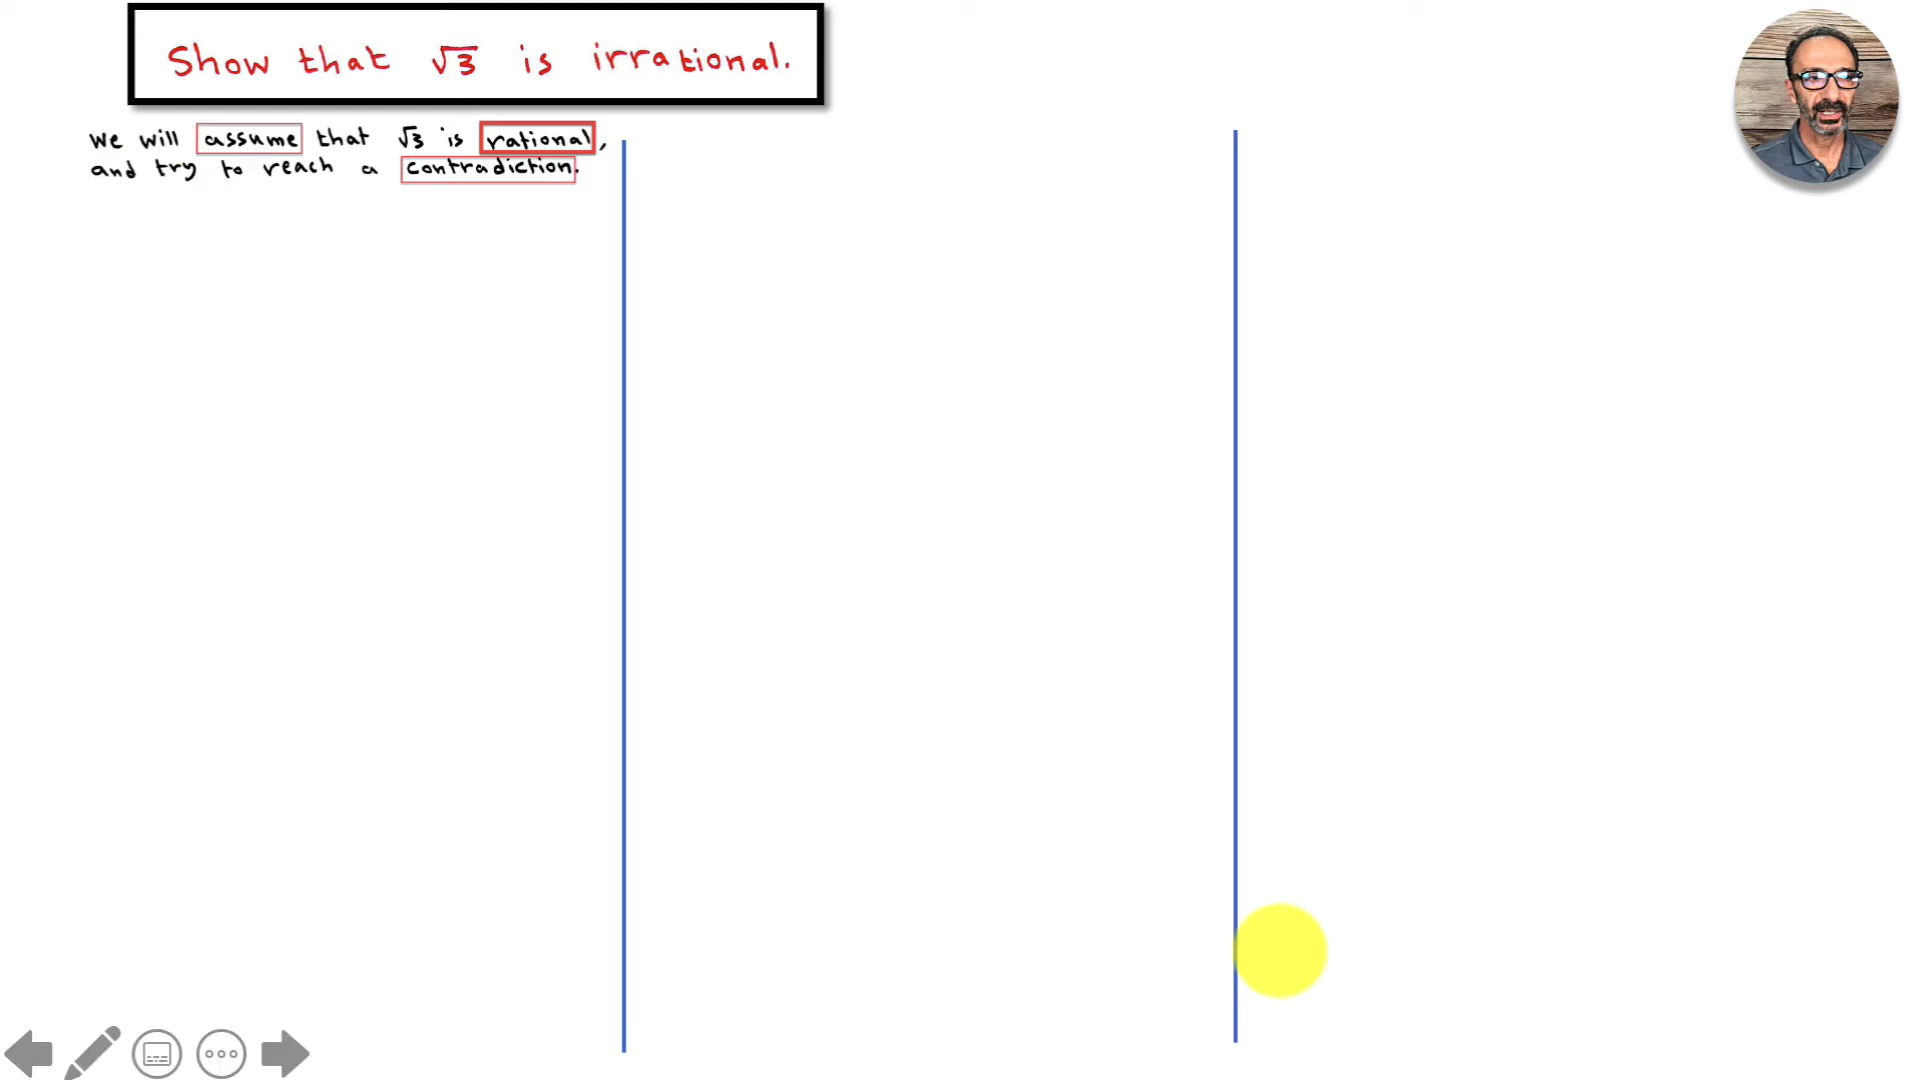 Show that √3 is irrational.
We will assume that √3 is rational,
and try to reach a contradiction.